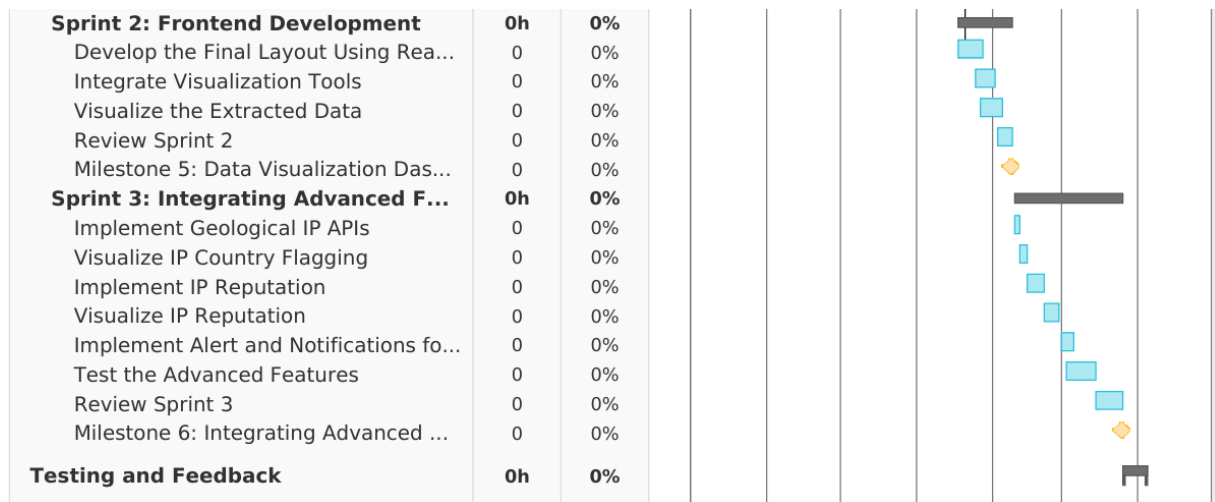 Sprint 2: Frontend Development 0h 0%
Develop the Final Layout Using Rea... 0 0%
Integrate Visualization Tools 0 0%
Visualize the Extracted Data 0 0%
Review Sprint 2 0 0%
Milestone 5: Data Visualization Das... 0 0%
Sprint 3: Integrating Advanced F... 0h 0%
Implement Geological IP APIs 0 0%
Visualize IP Country Flagging 0 0%
Implement IP Reputation 0 0%
Visualize IP Reputation 0 0%
Implement Alert and Notifications fo... 0 0%
Test the Advanced Features 0 0%
Review Sprint 3 0 0%
Milestone 6: Integrating Advanced ... 0 0%
Testing and Feedback 0h 0%